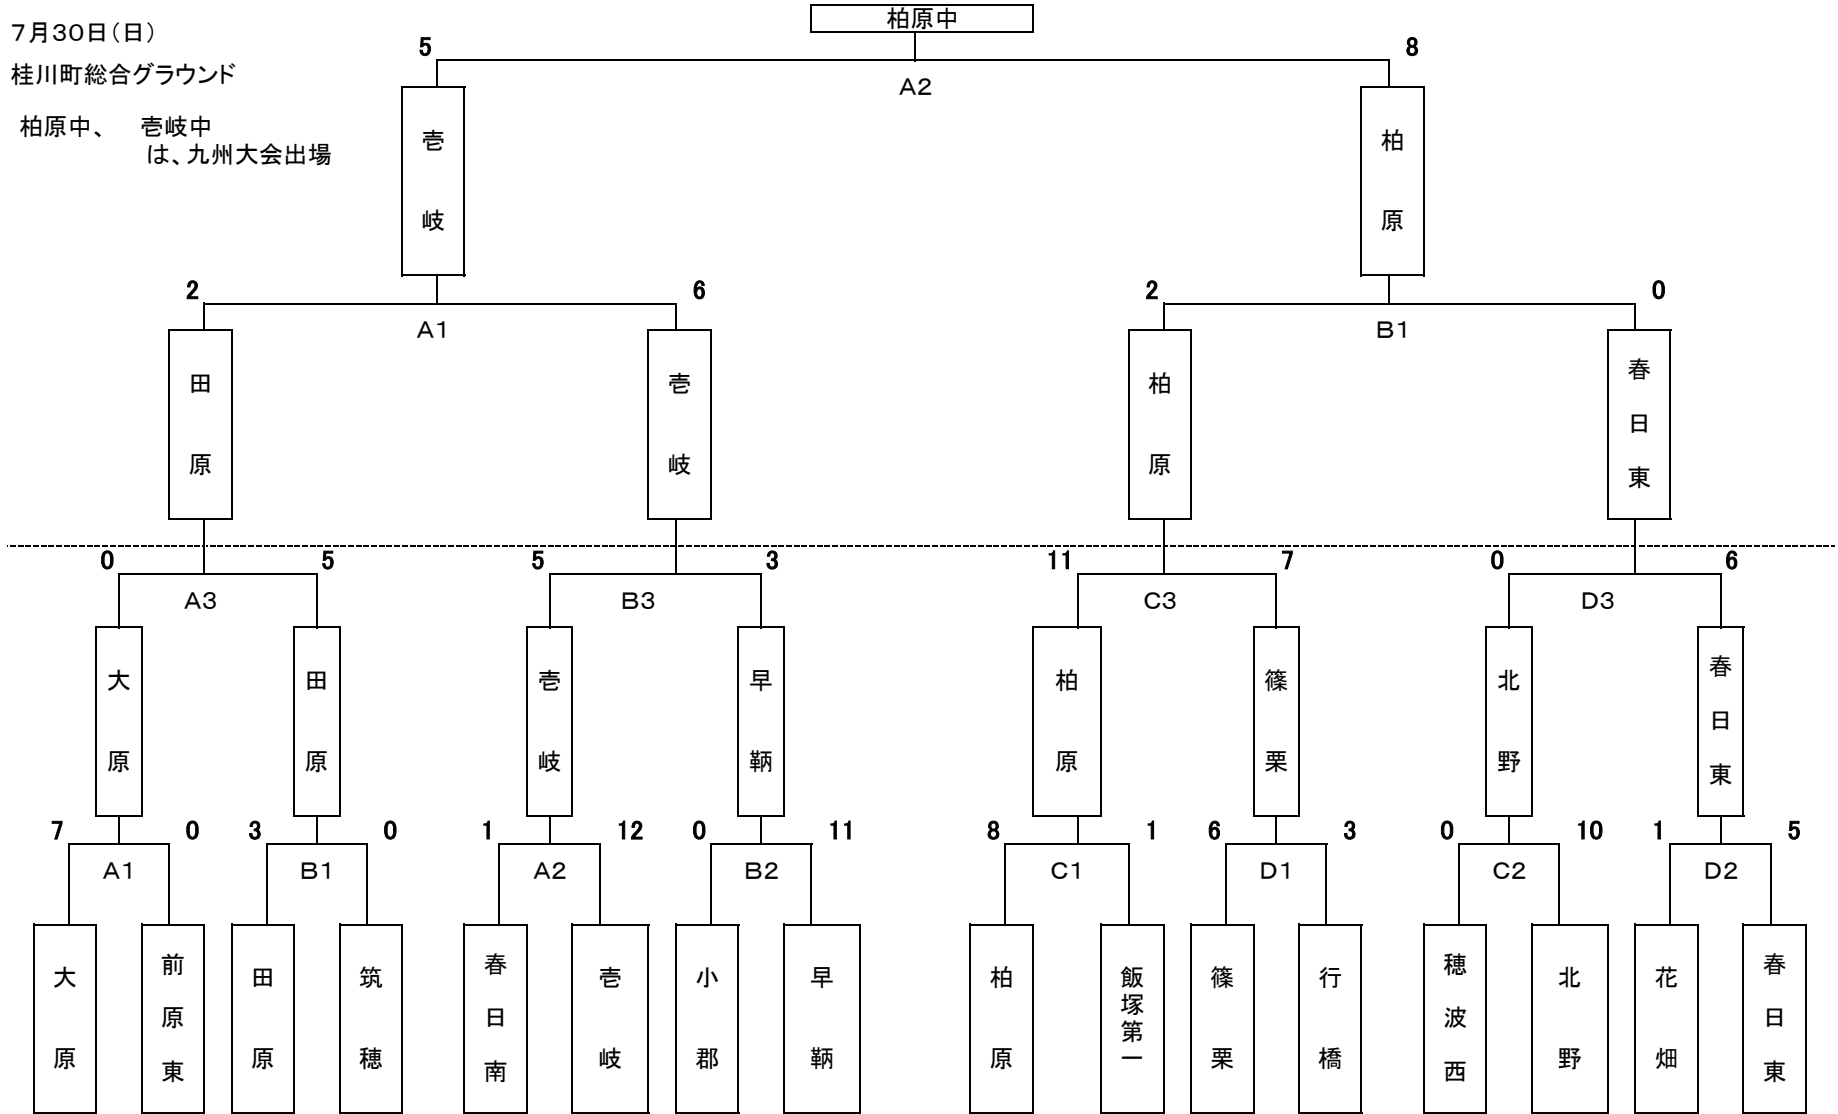 柏原中
7月30日(日)
5
8
桂川町総合グラウンド
A2
柏原中、 壱岐中
は、九州大会出場
壱岐
柏原
2
6
2
0
A1
B1
田原
壱岐
柏原
春日東
0
5
5
3
11
7
0
6
A3
B3
C3
D3
大原
田原
壱岐
早鞆
柏原
篠栗
北野
春日東
7
0
3
0
1
12
0
11
8
1
6
3
0
10
1
5
A1
B1
A2
B2
C1
D1
C2
D2
大原
前原東
田原
筑穂
春日南
壱岐
小郡
早鞆
柏原
飯塚第一
篠栗
行橋
穂波西
北野
花畑
春日東